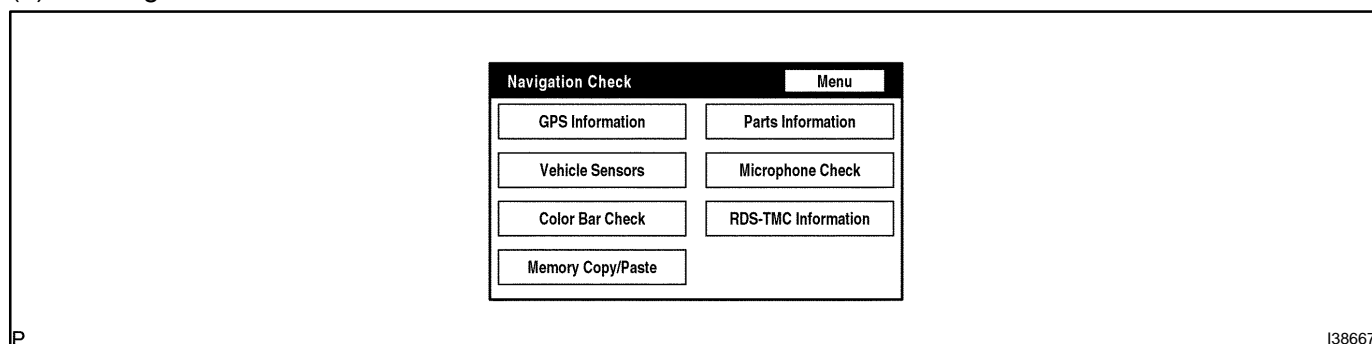 Navigation Check Menu
GPS Information Parts Information
Vehicle Sensors Microphone Check
Color Bar Check RDS-TMC Information
Memory Copy/Paste
P I38667